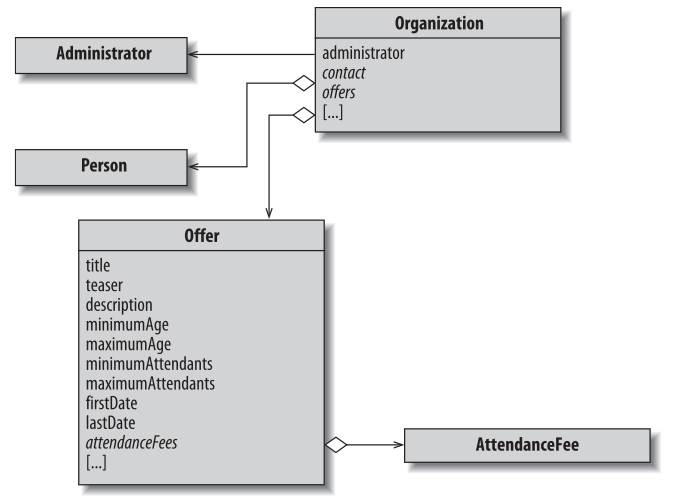 Organization
administrator
contact
offers
[...]
Administrator
Person
Offer
title
teaser
description
minimumAge
maximumAge
minimumAttendants
maximumAttendants
firstDate
lastDate
attendanceFees
[...]
AttendanceFee